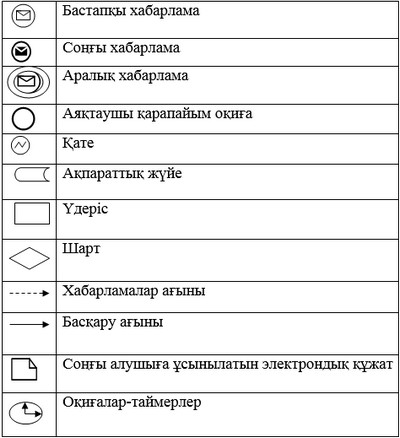 Бастапқы хабарлама
Соңғы хабарлама
Аралық хабарлама
Аяқтаушы қарапайым оқиға
Қате
Ақпараттық жүйе
Үдеріс
Шарт
Хабарламалар ағыны
Басқару ағыны
Соңғы алушыға ұсынылатын электрондық құжат
Оқиғалар-таймерлер